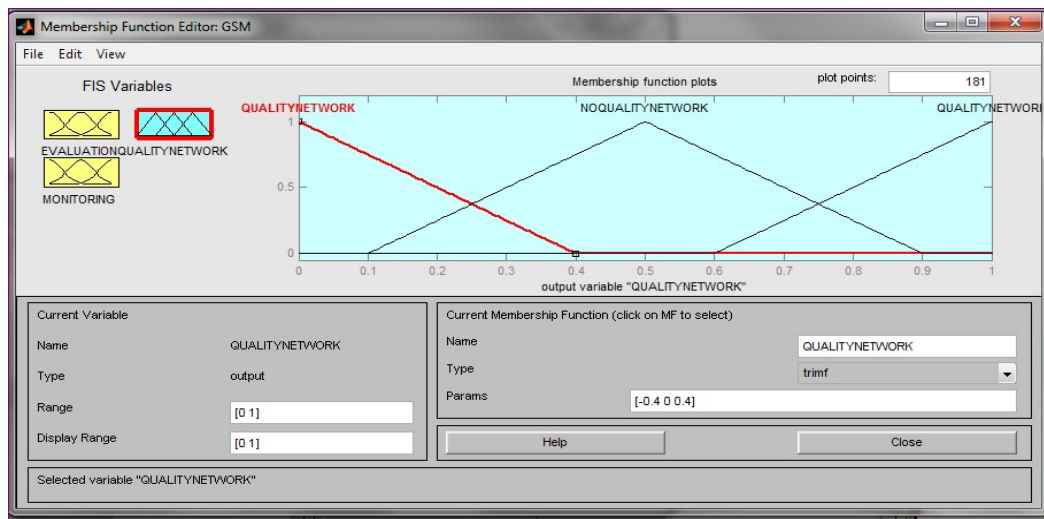 Membership Function Editor: GSM
File Edit View
FIS Variables
Membership function plots
plot points:
181
QUALITYNETWORK
NOQUALITYNETWORK
QUALITYNETWOR
EVALUATIONQUALITYNETWORK
MONITORING
1
0.5
0
0 0.1 0.2 0.3 0.4 0.5 0.6 0.7 0.8 0.9 1
output variable "QUALITYNETWORK"
Current Variable
Name QUALITYNETWORK
Type output
Range [0 1]
Display Range [0 1]
Current Membership Function (click on MF to select)
Name QUALITYNETWORK
Type trimf
Params [-0.4 0 0.4]
Help Close
Selected variable "QUALITYNETWORK"